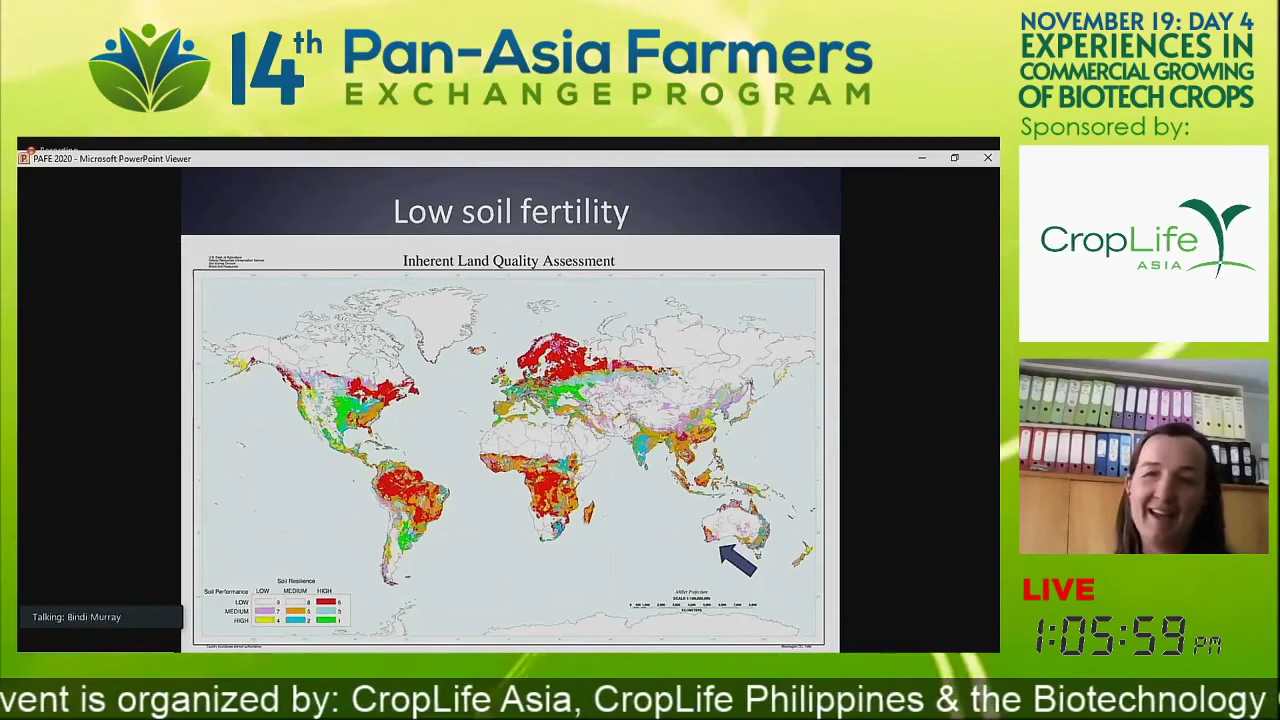 14th Pan-Asia Farmers
EXCHANGE PROGRAM
NOVEMBER 19: DAY 4
EXPERIENCES IN
COMMERCIAL GROWING
OF BIOTECH CROPS
Sponsored by:
CropLife
ASIA
PAFE 2020 - Microsoft PowerPoint Viewer
Low soil fertility
Inherent Land Quality Assessment
Soil Resilience
Soil Performance LOW MEDIUM HIGH
LOW
MEDIUM
HIGH
Miller Projection
Talking: Bindi Murray
LIVE
1:05:59 PM
vent is organized by: CropLife Asia, CropLife Philippines & the Biotechnology